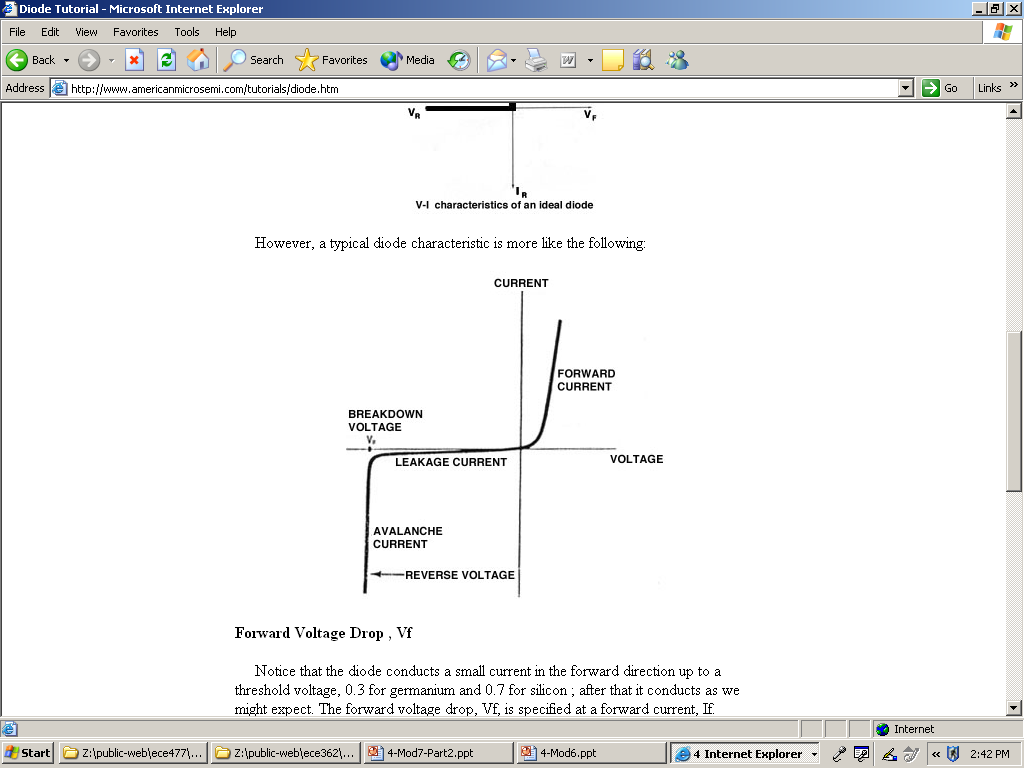 Diode Tutorial - Microsoft Internet Explorer
File Edit View Favorites Tools Help
Back Search Favorites Media
Address http://www.americanmicrosemi.com/tutorials/diode.htm Go Links »
VR VF
IR
V-I characteristics of an ideal diode
However, a typical diode characteristic is more like the following:
CURRENT
FORWARD
CURRENT
BREAKDOWN
VOLTAGE
LEAKAGE CURRENT VOLTAGE
AVALANCHE
CURRENT
REVERSE VOLTAGE
Forward Voltage Drop , Vf
Notice that the diode conducts a small current in the forward direction up to a
threshold voltage, 0.3 for germanium and 0.7 for silicon ; after that it conducts as we
might expect. The forward voltage drop, Vf, is specified at a forward current, If.
Internet
Start Z:\public-web\ece477\... Z:\public-web\ece362\... 4-Mod7-Part2.ppt 4-Mod6.ppt 4 Internet Explorer « 2:42 PM